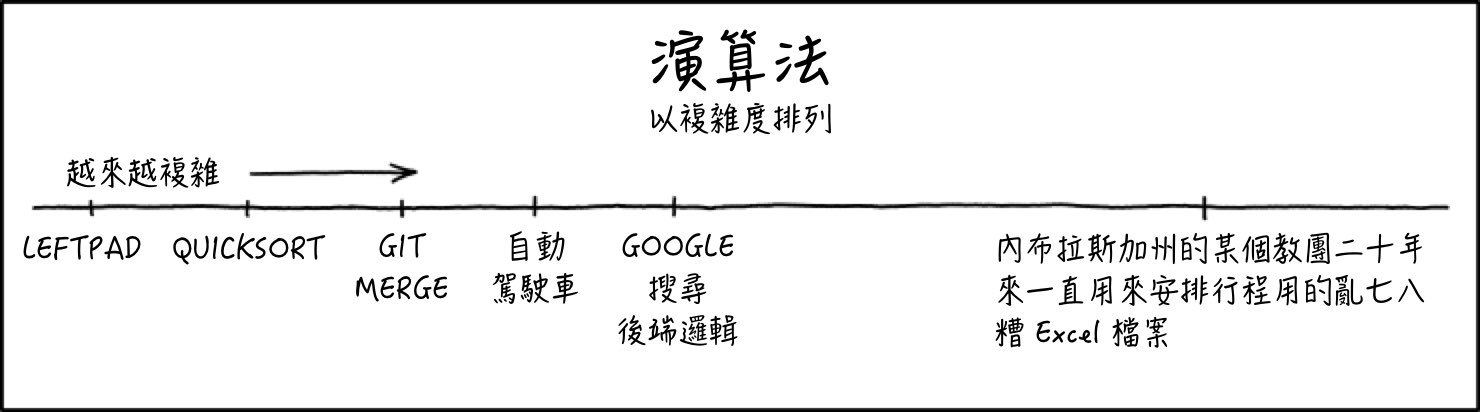 演算法
以複雜度排列
越來越複雜
LEFTPAD
QUICKSORT
GIT
MERGE
自動
駕駛車
GOOGLE
搜尋
後端邏輯
內布拉斯加州的某個教團二十年
來一直用來安排行程用的亂七八
糟 Excel 檔案